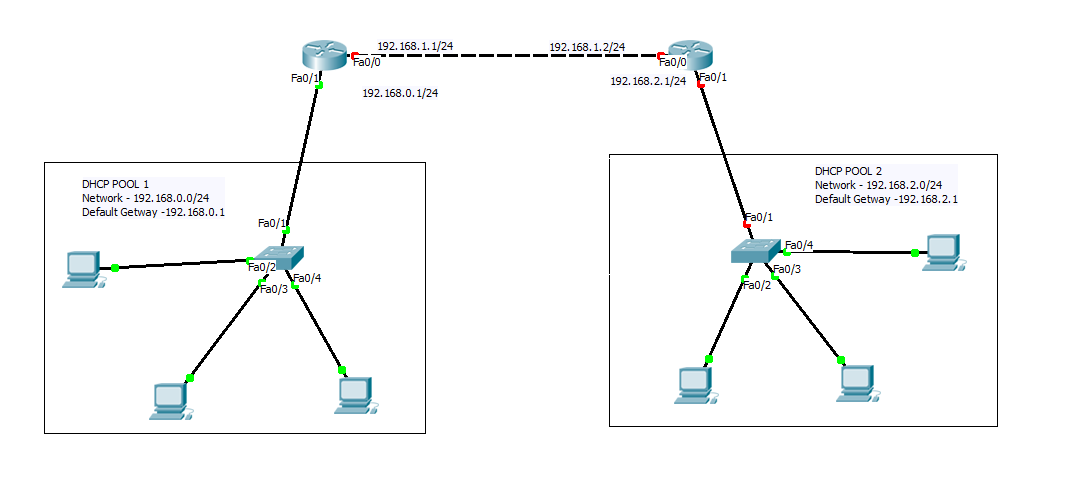 192.168.1.1/24
192.168.1.2/24
Fa0/0
Fa0/0
Fa0/1
192.168.0.1/24
192.168.2.1/24
Fa0/1
DHCP POOL 1
Network - 192.168.0.0/24
Default Getway -192.168.0.1
DHCP POOL 2
Network - 192.168.2.0/24
Default Getway -192.168.2.1
Fa0/1
Fa0/2
Fa0/4
Fa0/3
Fa0/1
Fa0/4
Fa0/3
Fa0/2